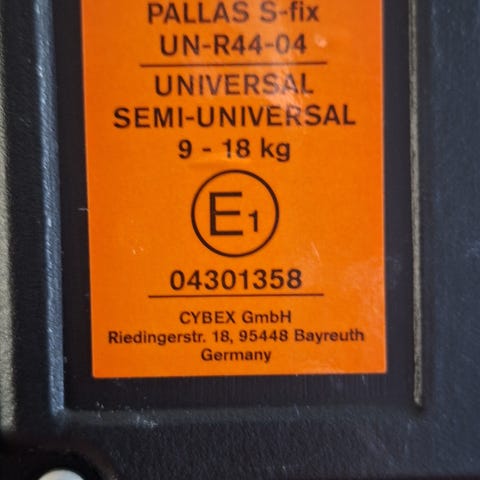 PALLAS S-fix
UN-R44-04
UNIVERSAL
SEMI-UNIVERSAL
9 - 18 kg
E1
04301358
CYBEX GmbH
Riedingerstr. 18, 95448 Bayreuth
Germany